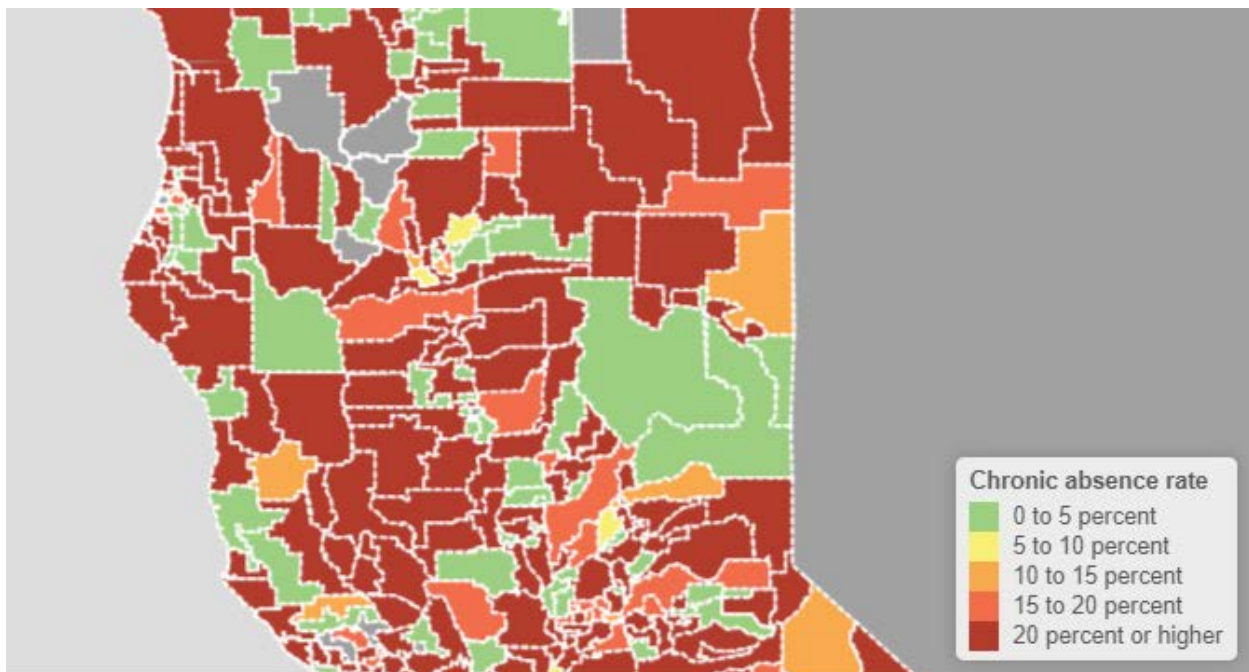 Chronic absence rate
0 to 5 percent
5 to 10 percent
10 to 15 percent
15 to 20 percent
20 percent or higher